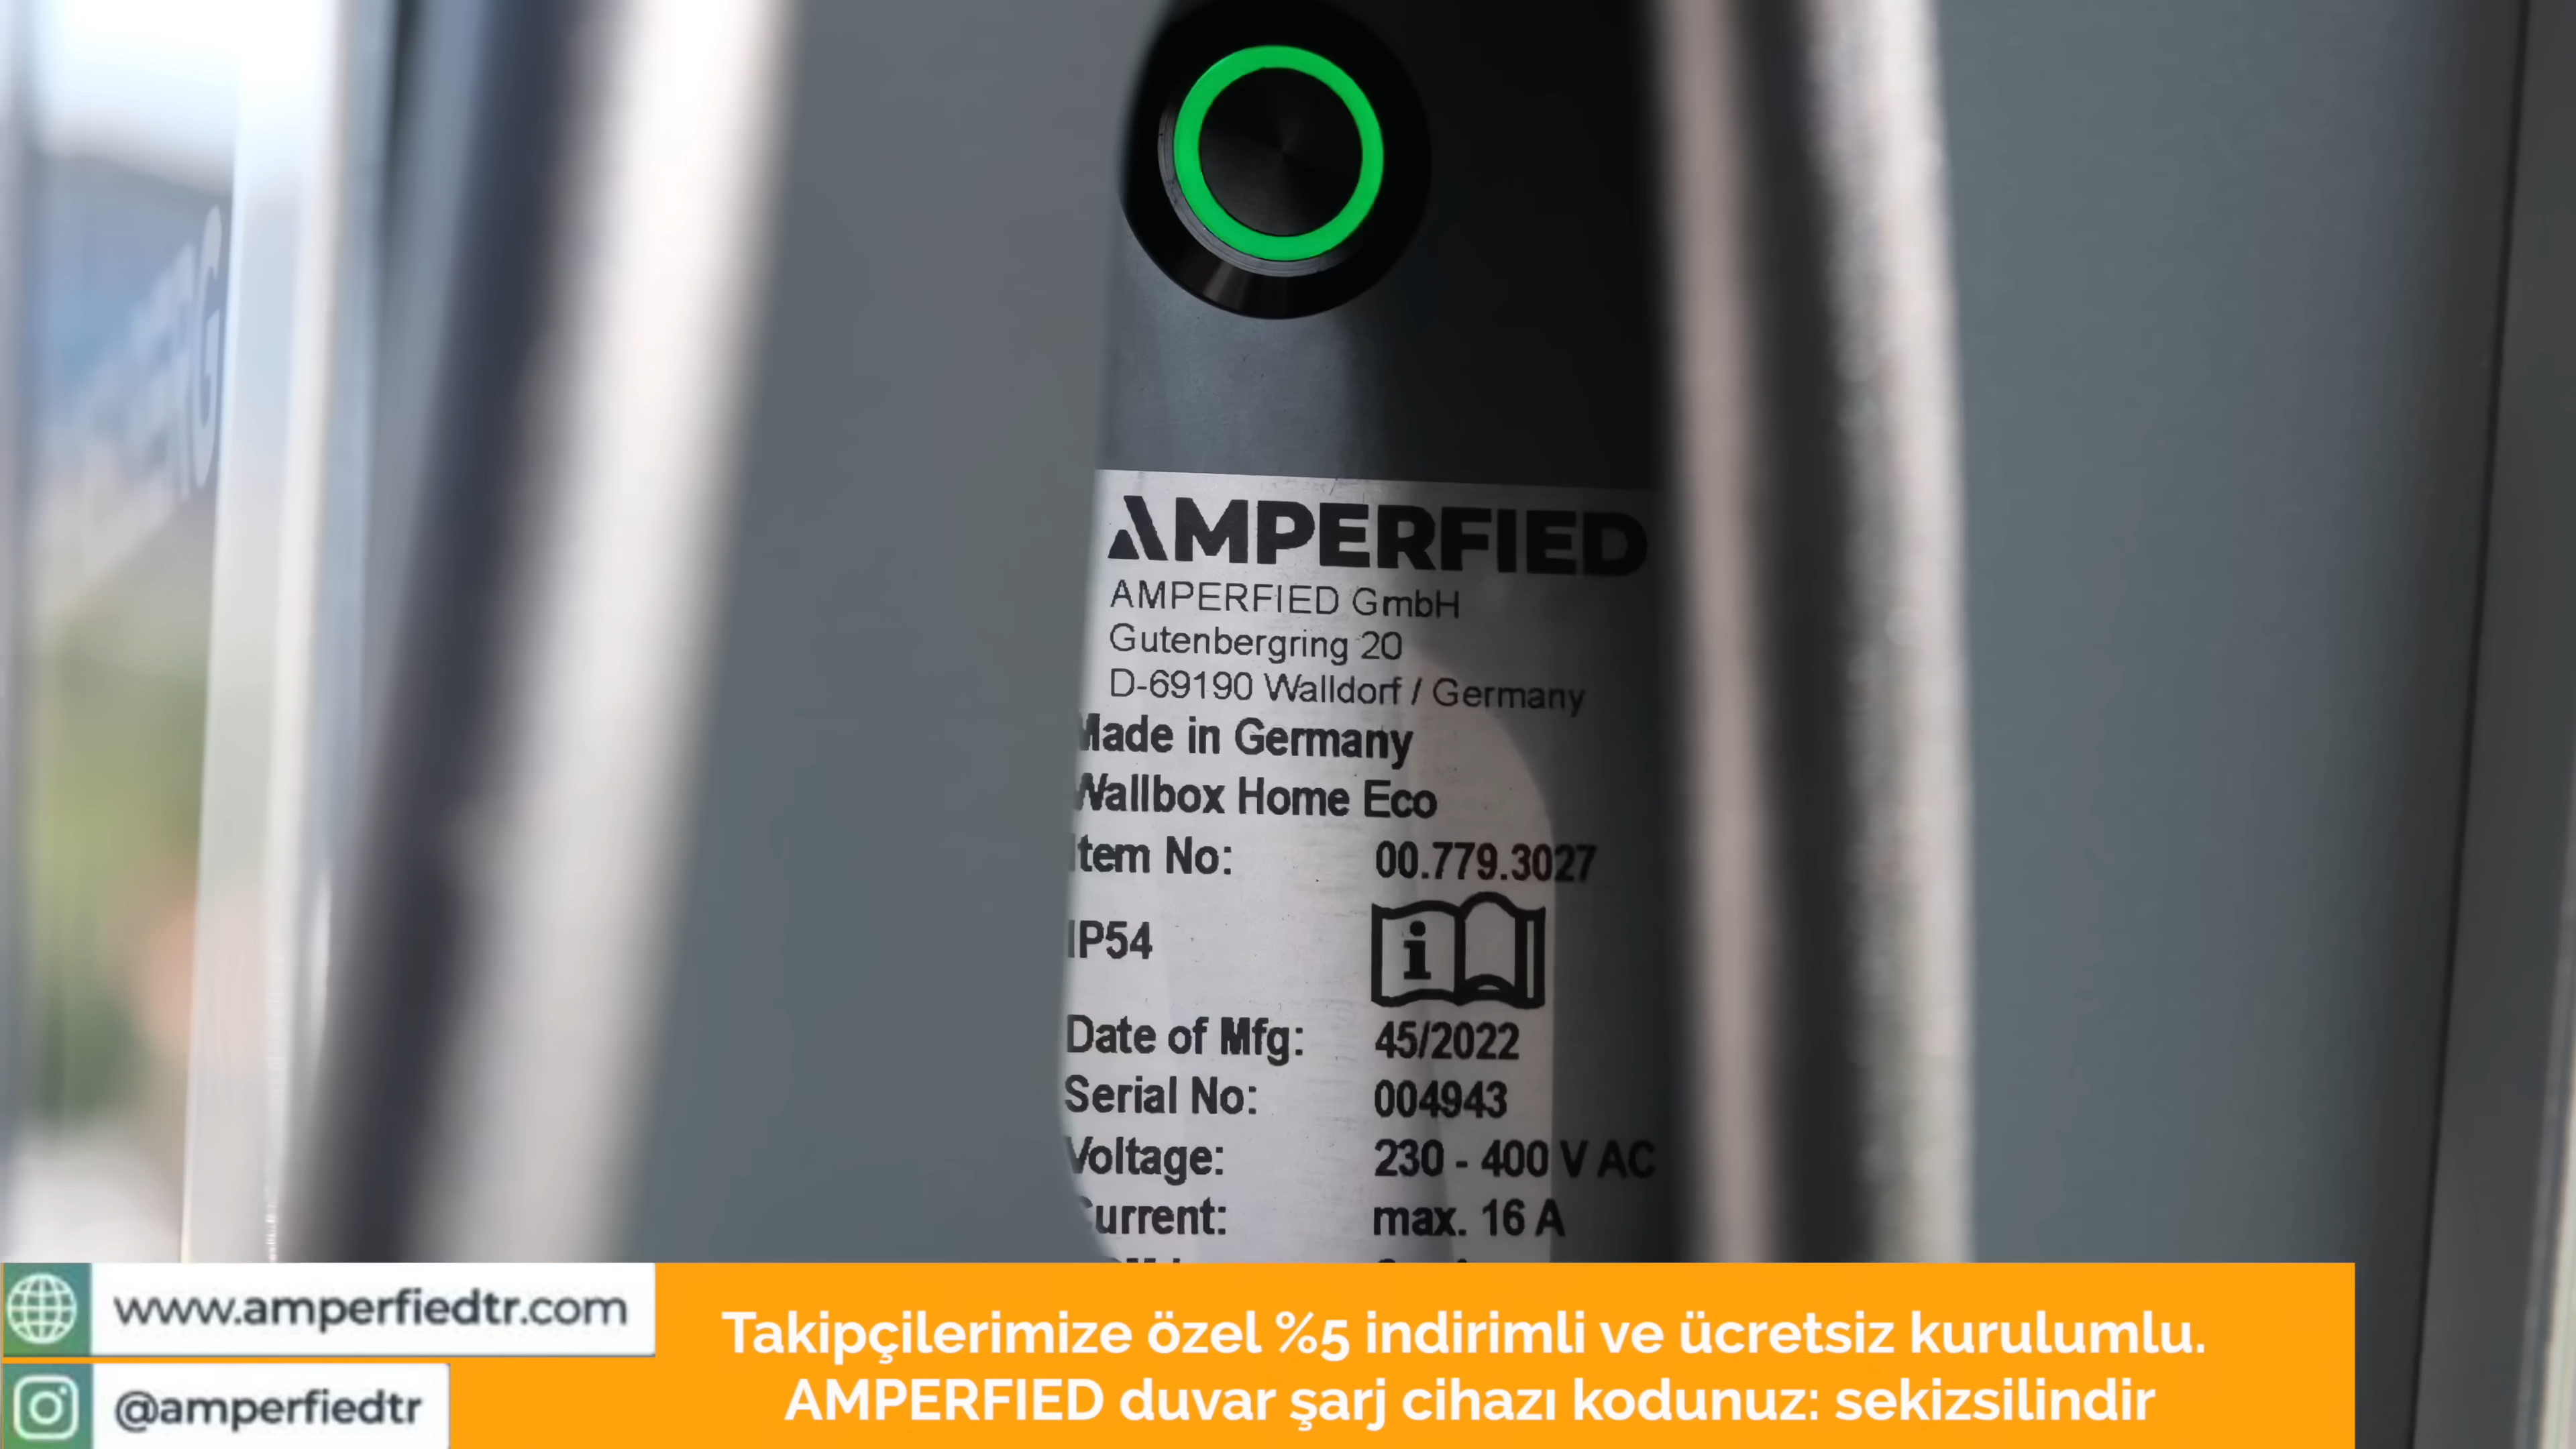 AMPERFIED
AMPERFIED GmbH
Gutenbergring 20
D-69190 Walldorf / Germany
Made in Germany
Wallbox Home Eco
Item No: 00.779.3027
IP54
i
Date of Mfg: 45/2022
Serial No: 004943
Voltage: 230 - 400 V AC
Current: max. 16 A
www.amperfiedtr.com
@amperfiedtr
Takipçilerimize özel %5 indirimli ve ücretsiz kurulumlu.
AMPERFIED duvar şarj cihazı kodunuz: sekizsilindir